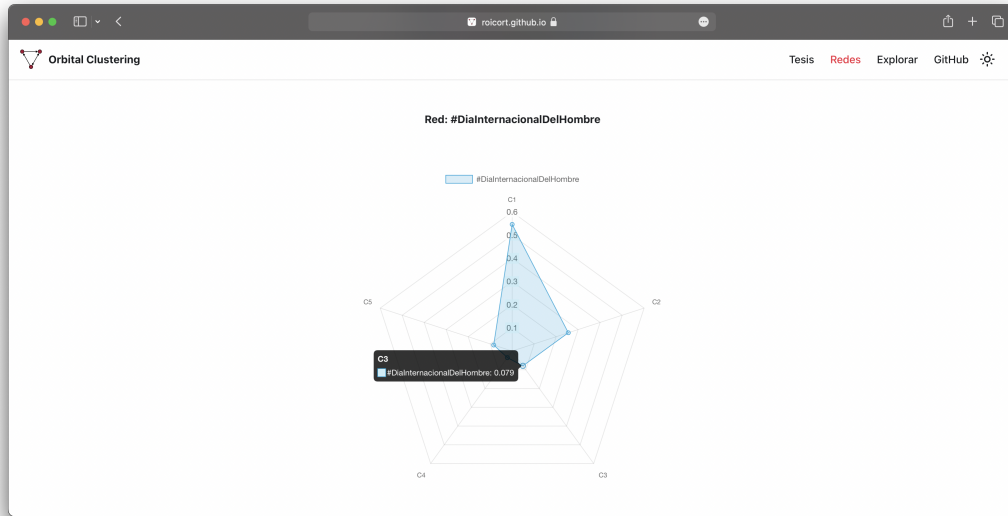 roicort.github.io
Orbital Clustering
Tesis Redes Explorar GitHub
Red: #DiaInternacionalDelHombre
#DiaInternacionalDelHombre
C1
0.6
0.5
0.4
0.3
0.2
0.1
C2
C5
C3
#DiaInternacionalDelHombre: 0.079
C4
C3